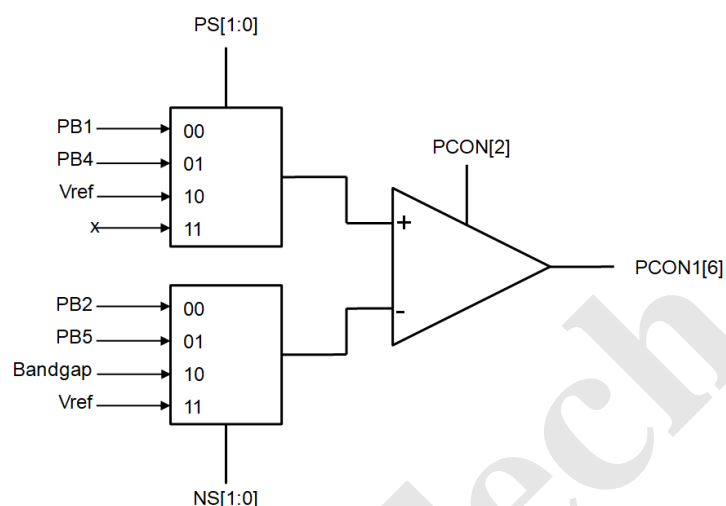 PS[1:0]
PB1 00
PB4 01
Vref 10
x 11
PCON[2]
+
PCON1[6]
PB2 00
PB5 01
Bandgap 10
Vref 11
-
NS[1:0]